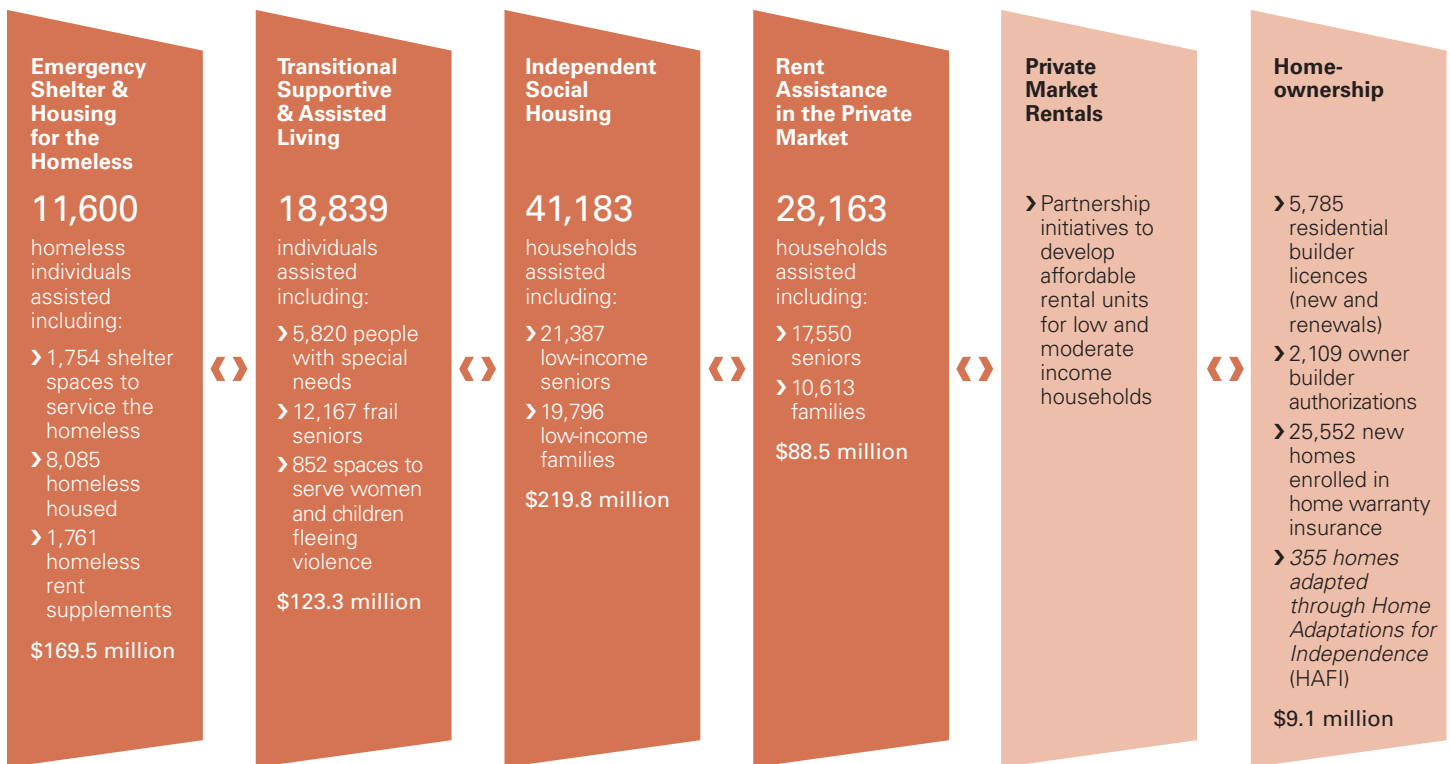 Emergency
Shelter &
Housing
for the
Homeless
11,600
homeless
individuals
assisted
including:
❯ 1,754 shelter
spaces to
service the
homeless
❯ 8,085
homeless
housed
❯ 1,761
homeless
rent
supplements
$169.5 million
Transitional
Supportive
& Assisted
Living
18,839
individuals
assisted
including:
❯ 5,820 people
with special
needs
❯ 12,167 frail
seniors
❯ 852 spaces to
serve women
and children
fleeing
violence
$123.3 million
Independent
Social
Housing
41,183
households
assisted
including:
❯ 21,387
low-income
seniors
❯ 19,796
low-income
families
$219.8 million
Rent
Assistance
in the Private
Market
28,163
households
assisted
including:
❯ 17,550
seniors
❯ 10,613
families
$88.5 million
Private
Market
Rentals
❯ Partnership
initiatives to
develop
affordable
rental units
for low and
moderate
income
households
Home-
ownership
❯ 5,785
residential
builder
licences
(new and
renewals)
❯ 2,109 owner
builder
authorizations
❯ 25,552 new
homes
enrolled in
home warranty
insurance
❯ 355 homes
adapted
through Home
Adaptations for
Independence
(HAFI)
$9.1 million